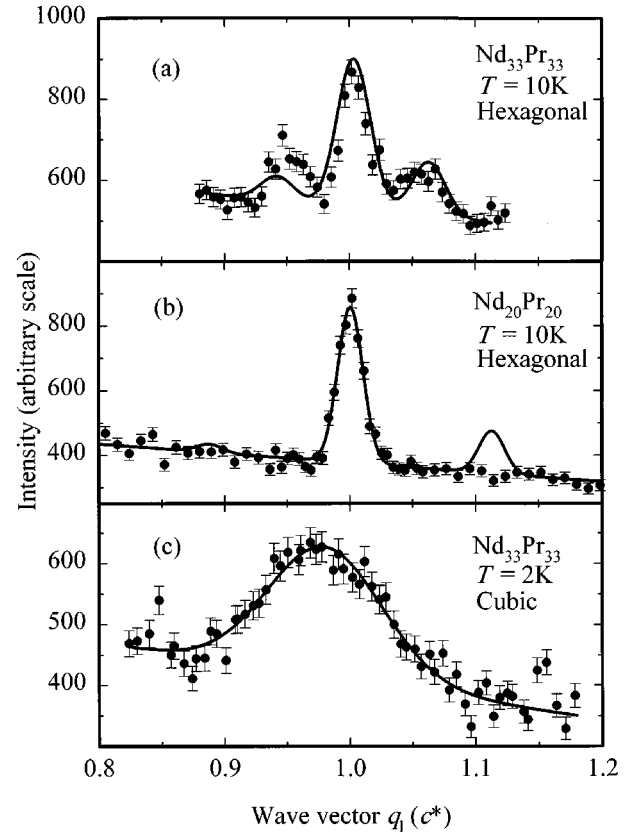 1000
(a)
Nd₃₃Pr₃₃
T = 10K
Hexagonal
800
600
(b)
Nd₂₀Pr₂₀
T = 10K
Hexagonal
800
600
400
(c)
Nd₃₃Pr₃₃
T = 2K
Cubic
600
500
400
0.8 0.9 1.0 1.1 1.2
Intensity (arbitrary scale)
Wave vector q_l (c*)